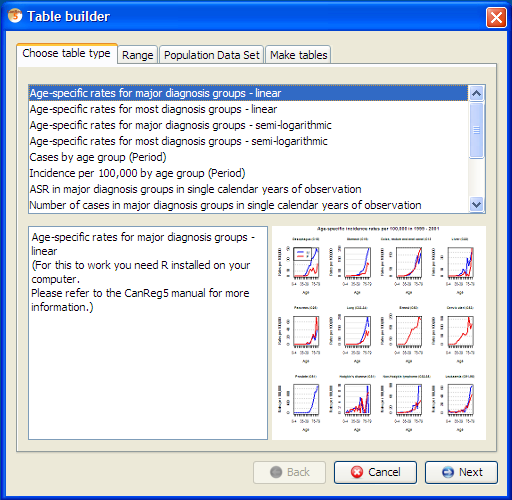 Table builder
Choose table type
Range
Population Data Set
Make tables
Age-specific rates for major diagnosis groups - linear
Age-specific rates for most diagnosis groups - linear
Age-specific rates for major diagnosis groups - semi-logarithmic
Age-specific rates for most diagnosis groups - semi-logarithmic
Cases by age group (Period)
Incidence per 100,000 by age group (Period)
ASR in major diagnosis groups in single calendar years of observation
Number of cases in major diagnosis groups in single calendar years of observation
Age-specific rates for major diagnosis groups -
linear
(For this to work you need R installed on your
computer.
Please refer to the CanReg5 manual for more
information.)
Age-specific incidence rates per 100,000 in 1999 - 2001
Back
Cancel
Next